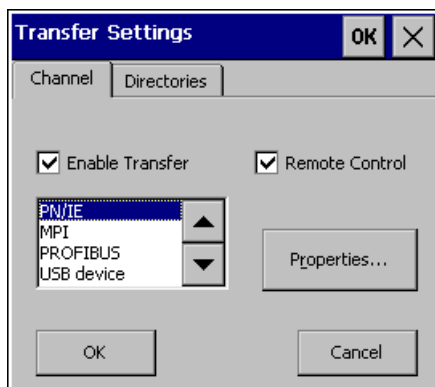 Transfer Settings OK ×
Channel Directories
Enable Transfer Remote Control
PN/IE
MPI
PROFIBUS
USB device
Properties...
OK Cancel